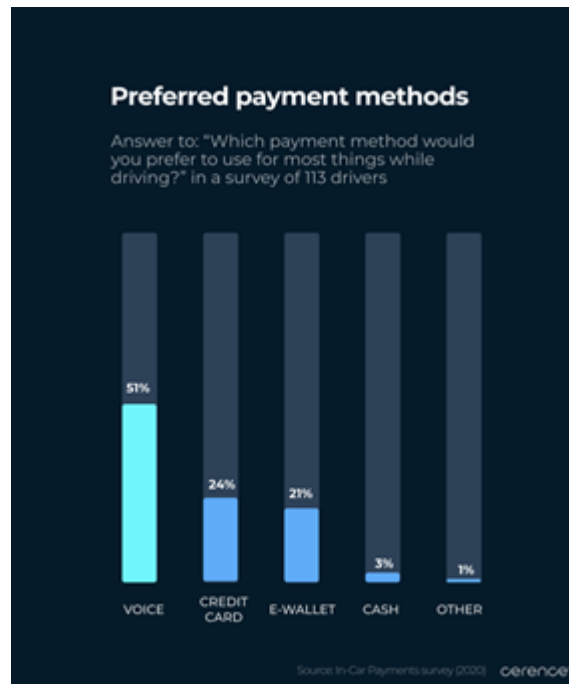 Preferred payment methods
Answer to: “Which payment method would
you prefer to use for most things while
driving?” in a survey of 113 drivers
51%
24%
21%
3%
1%
VOICE
CREDIT
CARD
E-WALLET
CASH
OTHER
Source: In-Car Payments survey (2020)
cerence